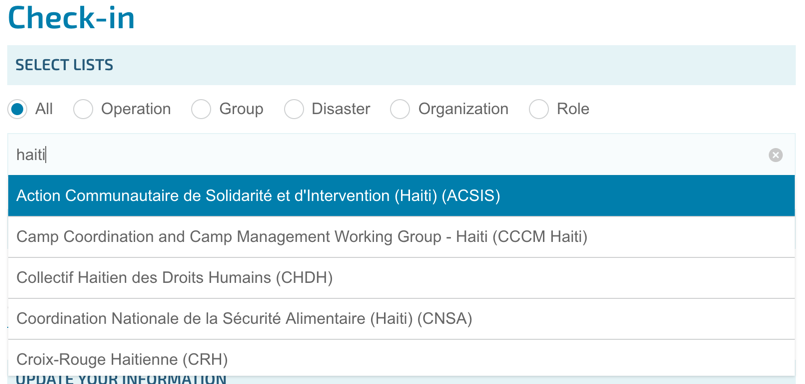 Check-in
SELECT LISTS
All Operation Group Disaster Organization Role
haiti
Action Communautaire de Solidarité et d'Intervention (Haiti) (ACSIS)
Camp Coordination and Camp Management Working Group - Haiti (CCCM Haiti)
Collectif Haitien des Droits Humains (CHDH)
Coordination Nationale de la Sécurité Alimentaire (Haiti) (CNSA)
Croix-Rouge Haitienne (CRH)
UPDATE YOUR INFORMATION